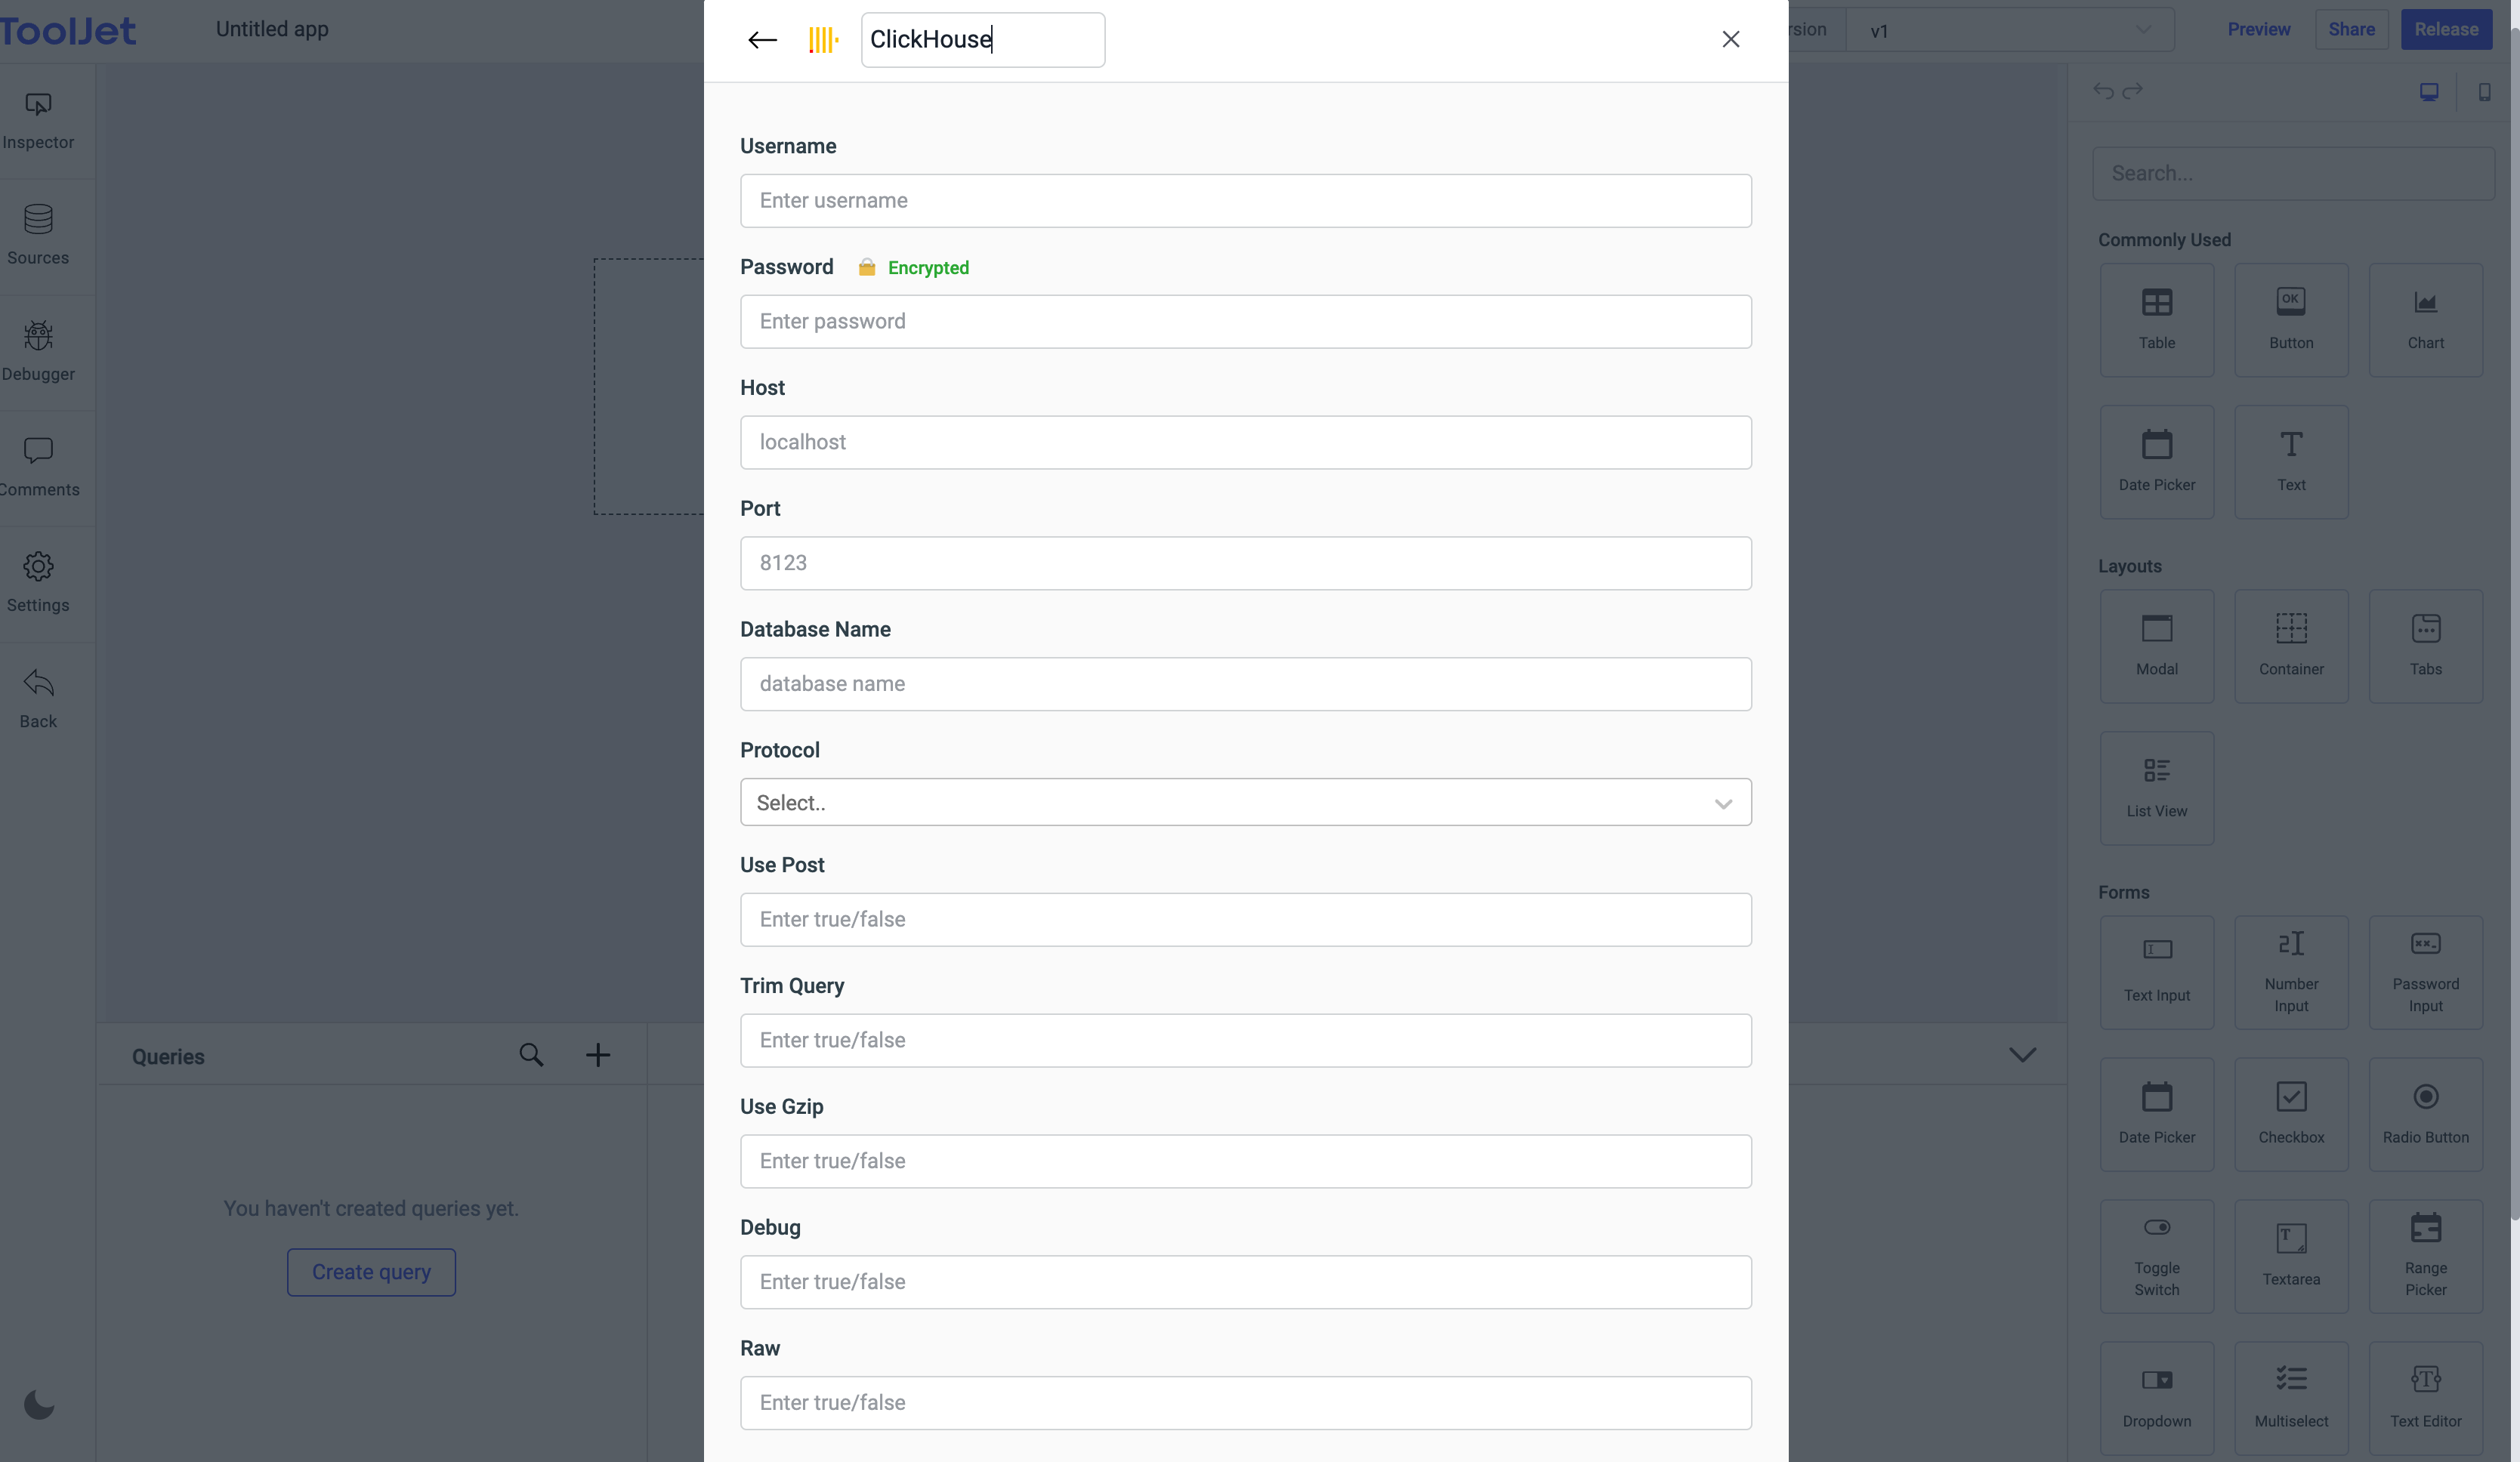 ToolJet
Untitled app
ClickHouse
rsion
v1
Preview
Share
Release
Inspector
Sources
Debugger
Comments
Settings
Back
Username
Enter username
Password
Encrypted
Enter password
Host
localhost
Port
8123
Database Name
database name
Protocol
Select..
Use Post
Enter true/false
Trim Query
Enter true/false
Use Gzip
Enter true/false
Debug
Enter true/false
Raw
Enter true/false
Queries
You haven't created queries yet.
Create query
Search...
Commonly Used
Table
OK
Button
Chart
Date Picker
Text
Layouts
Modal
Container
Tabs
List View
Forms
Text Input
Number
Input
Password
Input
Date Picker
Checkbox
Radio Button
Toggle
Switch
Textarea
Range
Picker
Dropdown
Multiselect
Text Editor